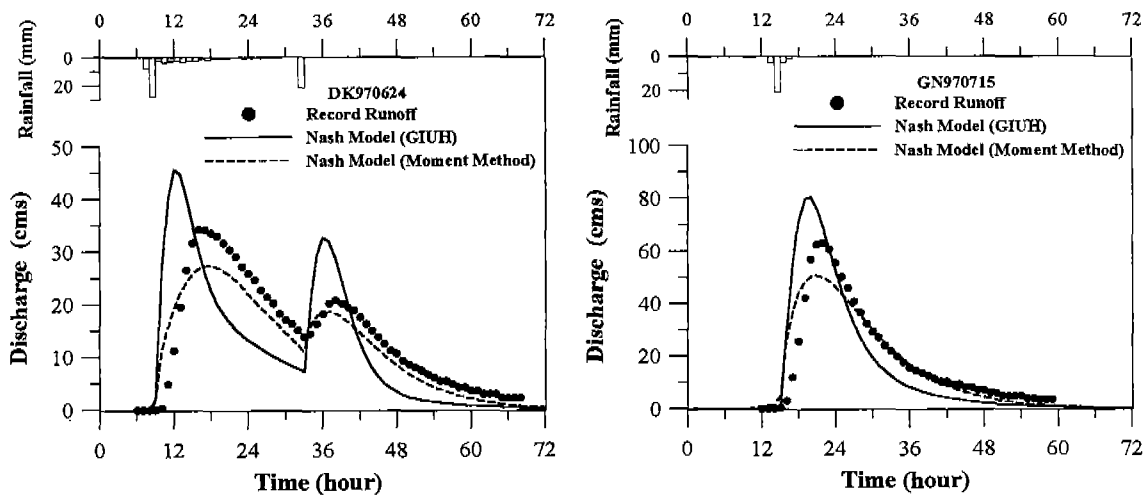 0 12 24 36 48 60 72
Rainfall (mm)
0
20
DK970624
Record Runoff
Nash Model (GIUH)
Nash Model (Moment Method)
Discharge (cms)
50
40
30
20
10
0
0 12 24 36 48 60 72
Time (hour)
0 12 24 36 48 60 72
Rainfall (mm)
0
20
GN970715
Record Runoff
Nash Model (GIUH)
Nash Model (Moment Method)
Discharge (cms)
100
80
60
40
20
0
0 12 24 36 48 60 72
Time (hour)